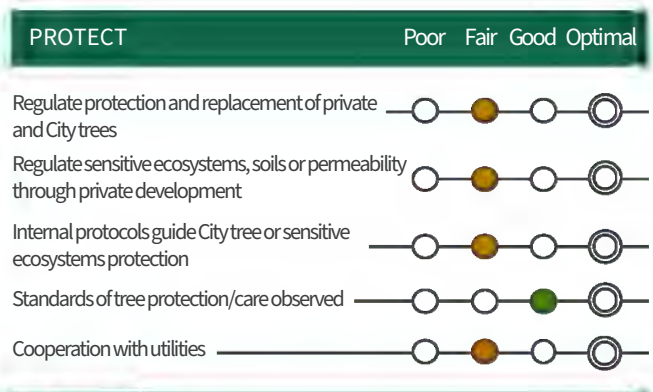 PROTECT Poor Fair Good Optimal
Regulate protection and replacement of private
and City trees
Regulate sensitive ecosystems, soils or permeability
through private development
Internal protocols guide City tree or sensitive
ecosystems protection
Standards of tree protection/care observed
Cooperation with utilities